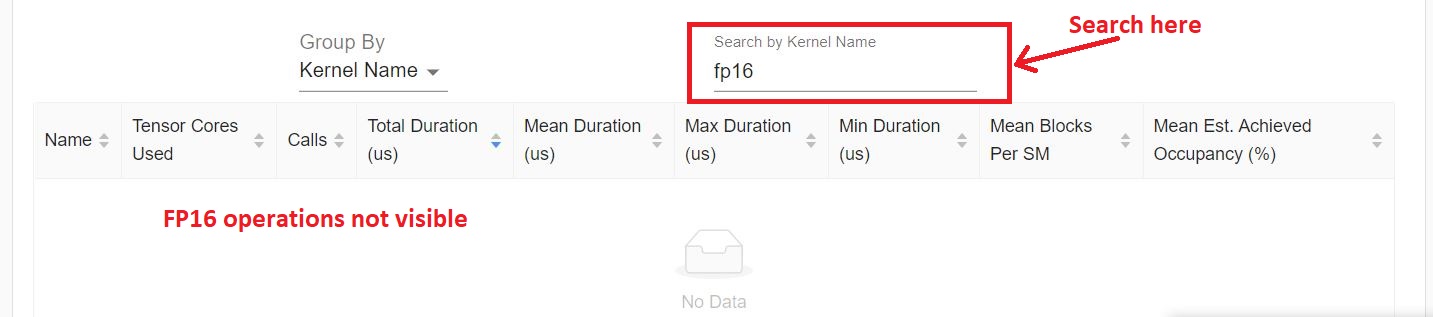 Search here
Group By
Search by Kernel Name
Kernel Name
fp16
Name
Tensor Cores
Used
Calls
Total Duration
(us)
Mean Duration
(us)
Max Duration
(us)
Min Duration
(us)
Mean Blocks
Per SM
Mean Est. Achieved
Occupancy (%)
FP16 operations not visible
No Data